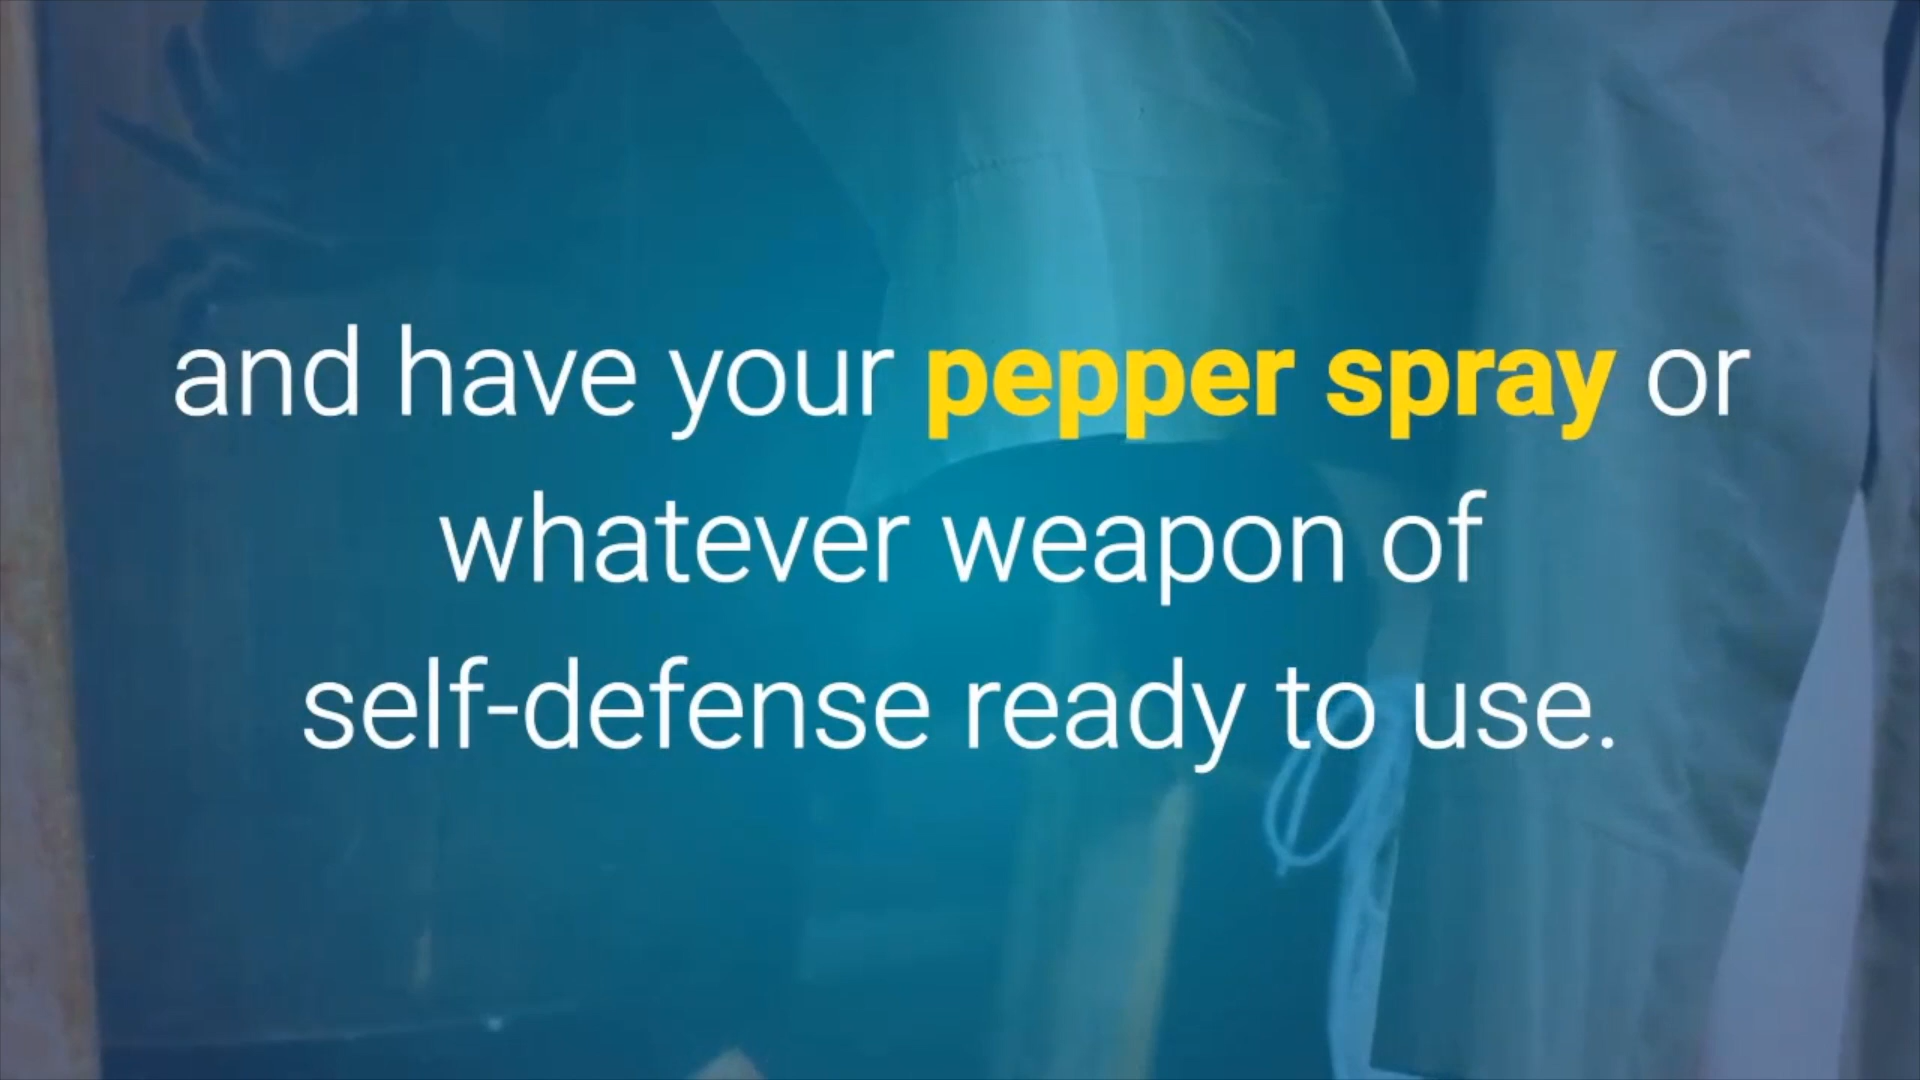 and have your pepper spray or
whatever weapon of
self-defense ready to use.